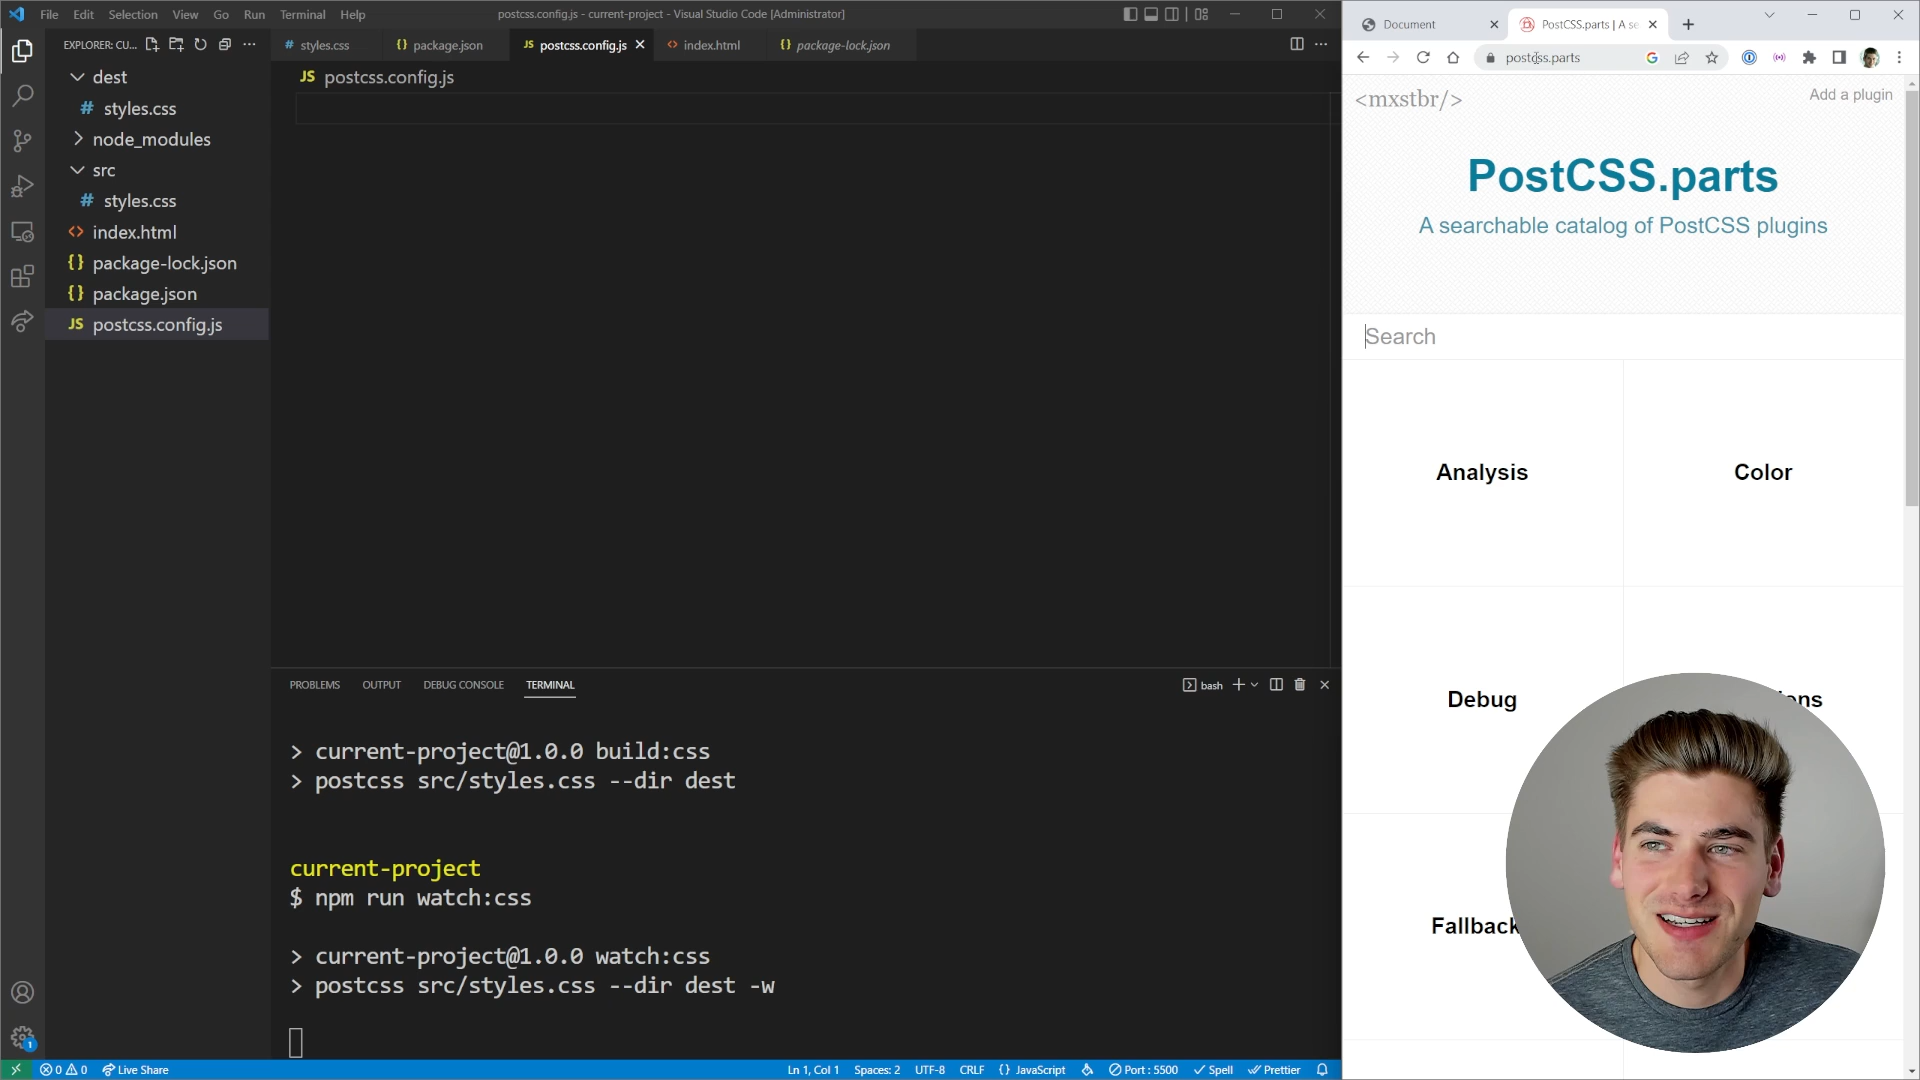 File Edit Selection View Go Run Terminal Help
postcss.config.js - current-project - Visual Studio Code [Administrator]
EXPLORER: CU...
dest
# styles.css
node_modules
src
# styles.css
<> index.html
{} package-lock.json
{} package.json
JS postcss.config.js
# styles.css
{} package.json
JS postcss.config.js
<> index.html
{} package-lock.json
JS postcss.config.js
PROBLEMS OUTPUT DEBUG CONSOLE TERMINAL
bash
> current-project@1.0.0 build:css
> postcss src/styles.css --dir dest
current-project
$ npm run watch:css
> current-project@1.0.0 watch:css
> postcss src/styles.css --dir dest -w
1
0 0 Live Share
Ln 1, Col 1 Spaces: 2 UTF-8 CRLF {} JavaScript Port : 5500 Spell Prettier
Document
PostCSS.parts | A se
postcss.parts
<mxstbr/>
Add a plugin
PostCSS.parts
A searchable catalog of PostCSS plugins
Search
Analysis
Color
Debug
Fallback